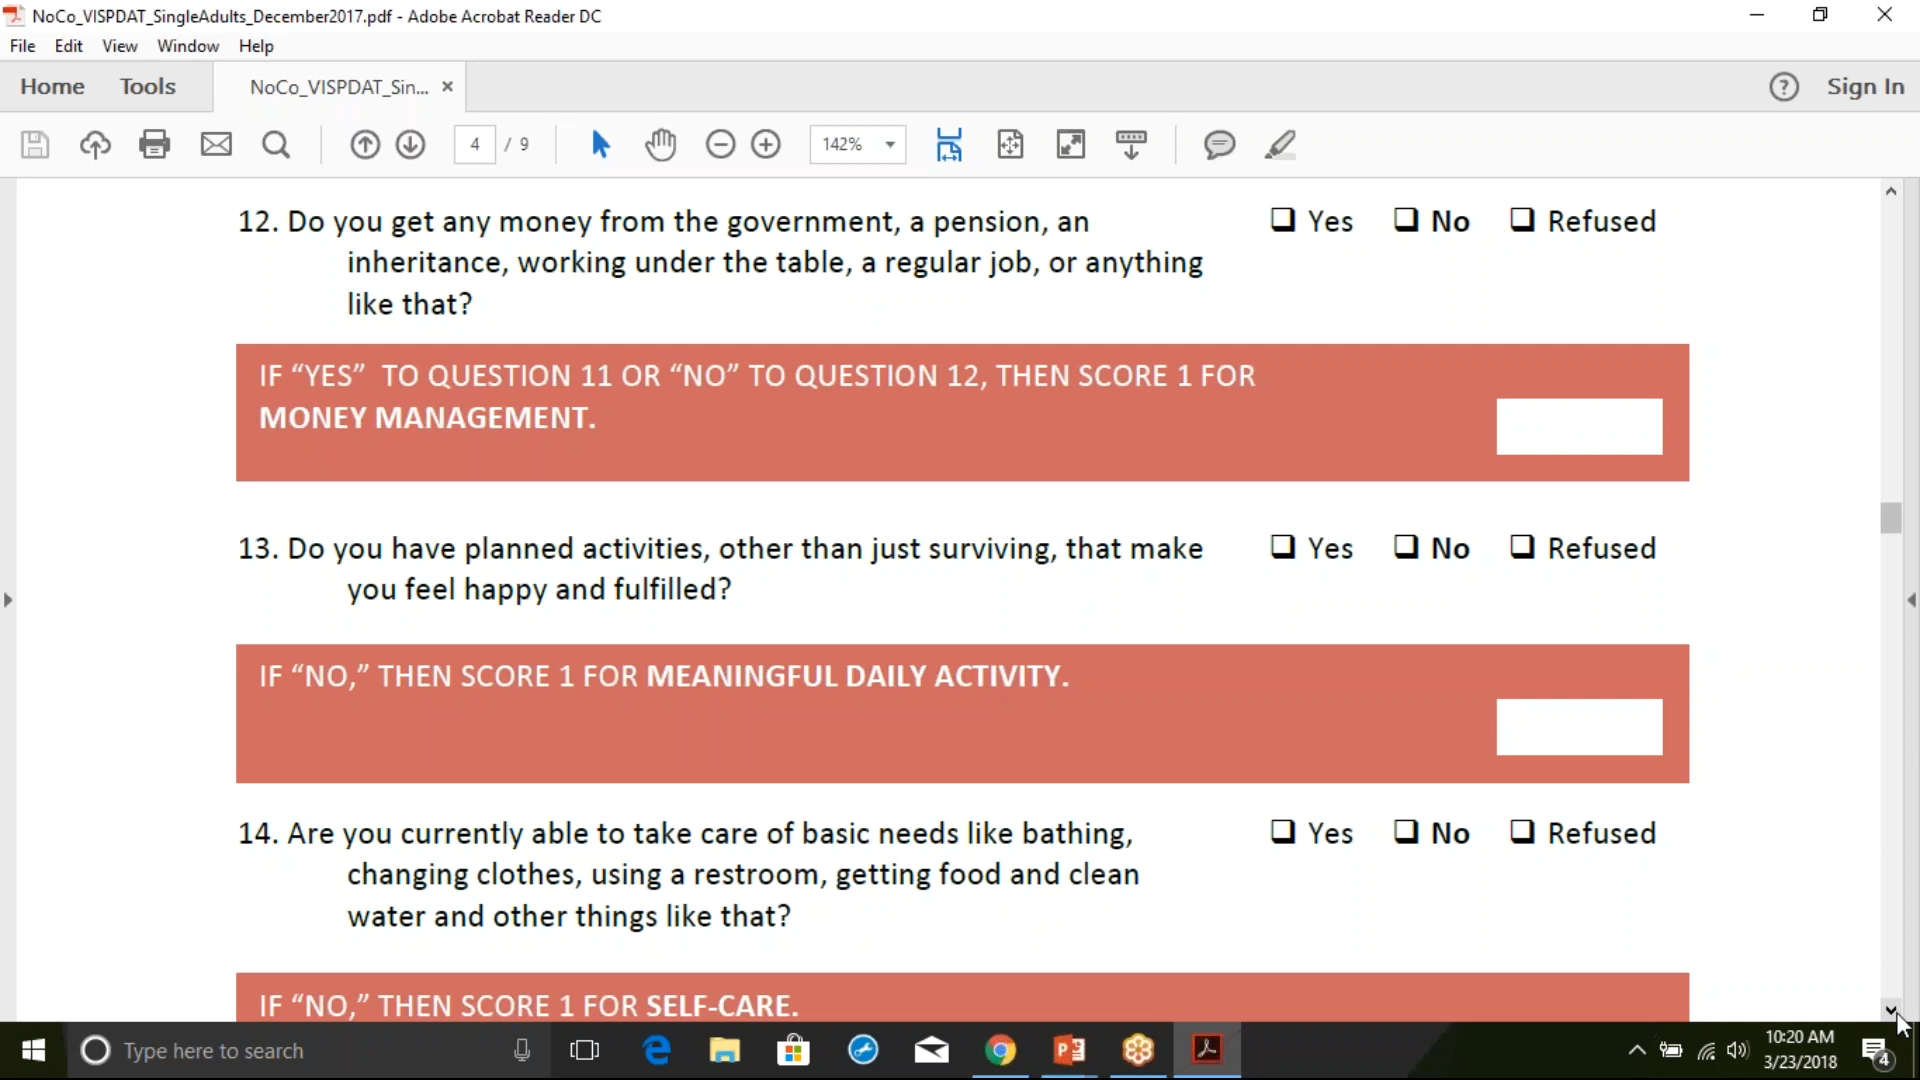 NoCo_VISPDAT_SingleAdults_December2017.pdf - Adobe Acrobat Reader DC
File Edit View Window Help
Home Tools NoCo_VISPDAT_Sin... × ? Sign In
4 / 9 142%
12. Do you get any money from the government, a pension, an ❑ Yes ❑ No ❑ Refused
inheritance, working under the table, a regular job, or anything
like that?
IF “YES” TO QUESTION 11 OR “NO” TO QUESTION 12, THEN SCORE 1 FOR
MONEY MANAGEMENT.
13. Do you have planned activities, other than just surviving, that make ❑ Yes ❑ No ❑ Refused
you feel happy and fulfilled?
IF “NO,” THEN SCORE 1 FOR MEANINGFUL DAILY ACTIVITY.
14. Are you currently able to take care of basic needs like bathing, ❑ Yes ❑ No ❑ Refused
changing clothes, using a restroom, getting food and clean
water and other things like that?
IF “NO,” THEN SCORE 1 FOR SELF-CARE.
Type here to search
10:20 AM
3/23/2018
4